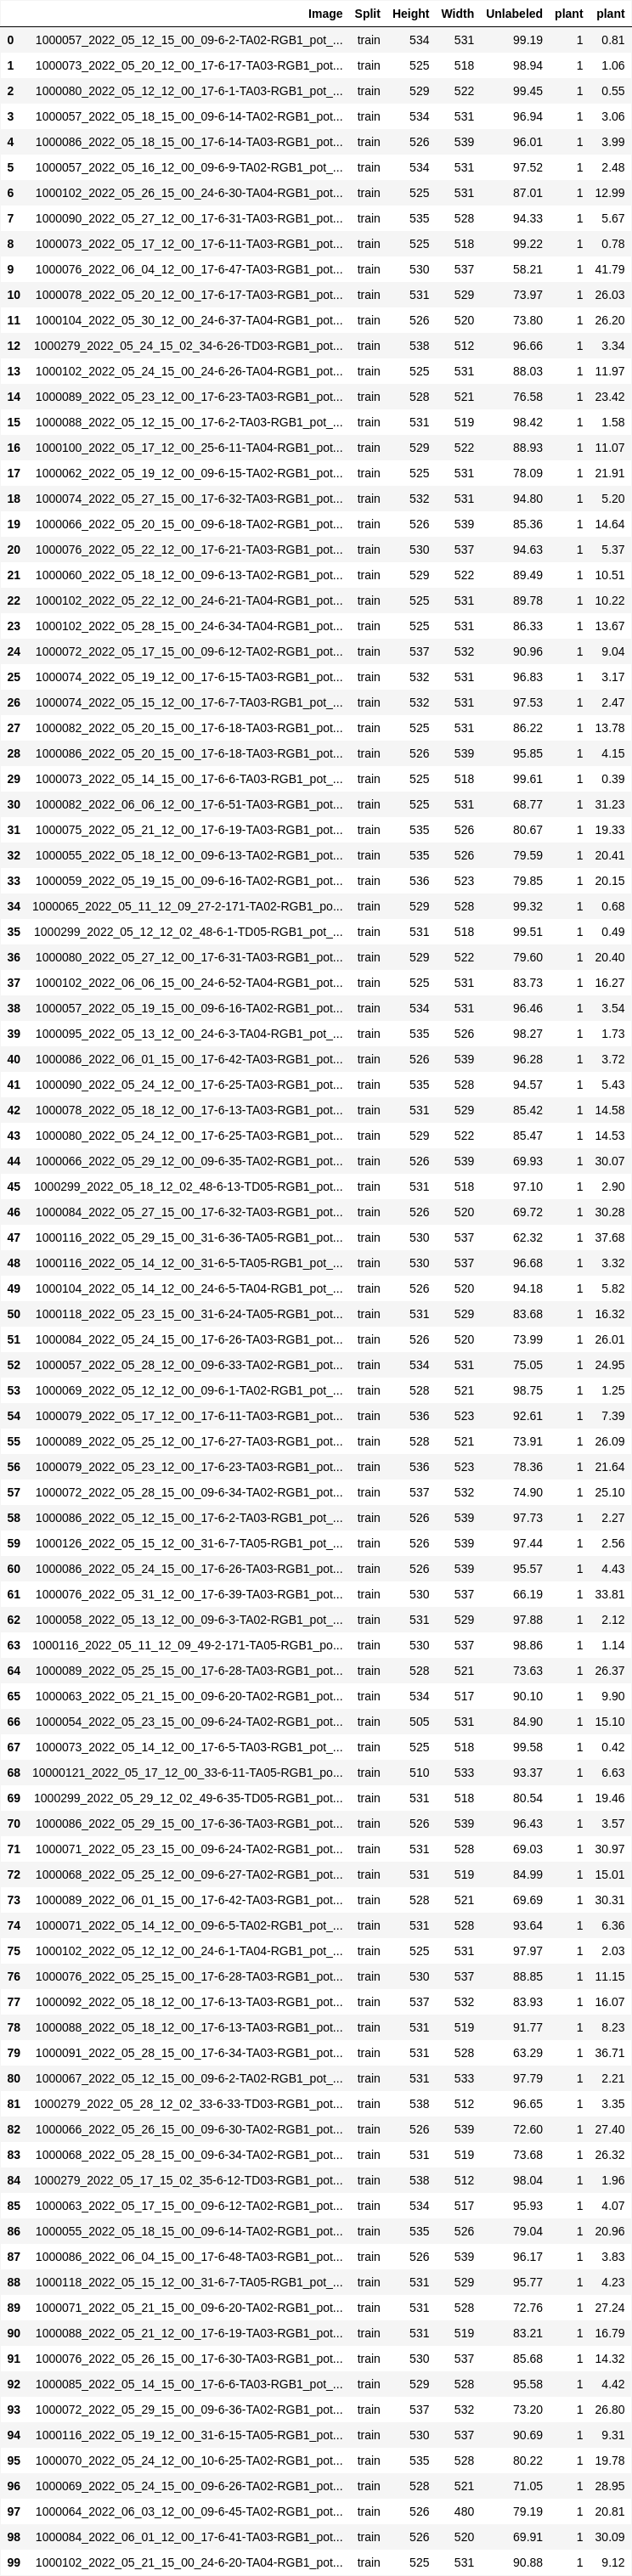 Image Split Height Width Unlabeled plant plant
0 1000057_2022_05_12_15_00_09-6-2-TA02-RGB1_pot_... train 534 531 99.19 1 0.81
1 1000073_2022_05_20_12_00_17-6-17-TA03-RGB1_pot... train 525 518 98.94 1 1.06
2 1000080_2022_05_12_12_00_17-6-1-TA03-RGB1_pot_... train 529 522 99.45 1 0.55
3 1000057_2022_05_18_15_00_09-6-14-TA02-RGB1_pot... train 534 531 96.94 1 3.06
4 1000086_2022_05_18_15_00_17-6-14-TA03-RGB1_pot... train 526 539 96.01 1 3.99
5 1000057_2022_05_16_12_00_09-6-9-TA02-RGB1_pot_... train 534 531 97.52 1 2.48
6 1000102_2022_05_26_15_00_24-6-30-TA04-RGB1_pot... train 525 531 87.01 1 12.99
7 1000090_2022_05_27_12_00_17-6-31-TA03-RGB1_pot... train 535 528 94.33 1 5.67
8 1000073_2022_05_17_12_00_17-6-11-TA03-RGB1_pot... train 525 518 99.22 1 0.78
9 1000076_2022_06_04_12_00_17-6-47-TA03-RGB1_pot... train 530 537 58.21 1 41.79
10 1000078_2022_05_20_12_00_17-6-17-TA03-RGB1_pot... train 531 529 73.97 1 26.03
11 1000104_2022_05_30_12_00_24-6-37-TA04-RGB1_pot... train 526 520 73.80 1 26.20
12 1000279_2022_05_24_15_02_34-6-26-TD03-RGB1_pot... train 538 512 96.66 1 3.34
13 1000102_2022_05_24_15_00_24-6-26-TA04-RGB1_pot... train 525 531 88.03 1 11.97
14 1000089_2022_05_23_12_00_17-6-23-TA03-RGB1_pot... train 528 521 76.58 1 23.42
15 1000088_2022_05_12_15_00_17-6-2-TA03-RGB1_pot_... train 531 519 98.42 1 1.58
16 1000100_2022_05_17_12_00_25-6-11-TA04-RGB1_pot... train 529 522 88.93 1 11.07
17 1000062_2022_05_19_12_00_09-6-15-TA02-RGB1_pot... train 525 531 78.09 1 21.91
18 1000074_2022_05_27_15_00_17-6-32-TA03-RGB1_pot... train 532 531 94.80 1 5.20
19 1000066_2022_05_20_15_00_09-6-18-TA02-RGB1_pot... train 526 539 85.36 1 14.64
20 1000076_2022_05_22_12_00_17-6-21-TA03-RGB1_pot... train 530 537 94.63 1 5.37
21 1000060_2022_05_18_12_00_09-6-13-TA02-RGB1_pot... train 529 522 89.49 1 10.51
22 1000102_2022_05_22_12_00_24-6-21-TA04-RGB1_pot... train 525 531 89.78 1 10.22
23 1000102_2022_05_28_15_00_24-6-34-TA04-RGB1_pot... train 525 531 86.33 1 13.67
24 1000072_2022_05_17_15_00_09-6-12-TA02-RGB1_pot... train 537 532 90.96 1 9.04
25 1000074_2022_05_19_12_00_17-6-15-TA03-RGB1_pot... train 532 531 96.83 1 3.17
26 1000074_2022_05_15_12_00_17-6-7-TA03-RGB1_pot_... train 532 531 97.53 1 2.47
27 1000082_2022_05_20_15_00_17-6-18-TA03-RGB1_pot... train 525 531 86.22 1 13.78
28 1000086_2022_05_20_15_00_17-6-18-TA03-RGB1_pot... train 526 539 95.85 1 4.15
29 1000073_2022_05_14_15_00_17-6-6-TA03-RGB1_pot_... train 525 518 99.61 1 0.39
30 1000082_2022_06_06_12_00_17-6-51-TA03-RGB1_pot... train 525 531 68.77 1 31.23
31 1000075_2022_05_21_12_00_17-6-19-TA03-RGB1_pot... train 535 526 80.67 1 19.33
32 1000055_2022_05_18_12_00_09-6-13-TA02-RGB1_pot... train 535 526 79.59 1 20.41
33 1000059_2022_05_19_15_00_09-6-16-TA02-RGB1_pot... train 536 523 79.85 1 20.15
34 1000065_2022_05_11_12_09_27-2-171-TA02-RGB1_po... train 529 528 99.32 1 0.68
35 1000299_2022_05_12_12_02_48-6-1-TD05-RGB1_pot_... train 531 518 99.51 1 0.49
36 1000080_2022_05_27_12_00_17-6-31-TA03-RGB1_pot... train 529 522 79.60 1 20.40
37 1000102_2022_06_06_15_00_24-6-52-TA04-RGB1_pot... train 525 531 83.73 1 16.27
38 1000057_2022_05_19_15_00_09-6-16-TA02-RGB1_pot... train 534 531 96.46 1 3.54
39 1000095_2022_05_13_12_00_24-6-3-TA04-RGB1_pot_... train 535 526 98.27 1 1.73
40 1000086_2022_06_01_15_00_17-6-42-TA03-RGB1_pot... train 526 539 96.28 1 3.72
41 1000090_2022_05_24_12_00_17-6-25-TA03-RGB1_pot... train 535 528 94.57 1 5.43
42 1000078_2022_05_18_12_00_17-6-13-TA03-RGB1_pot... train 531 529 85.42 1 14.58
43 1000080_2022_05_24_12_00_17-6-25-TA03-RGB1_pot... train 529 522 85.47 1 14.53
44 1000066_2022_05_29_12_00_09-6-35-TA02-RGB1_pot... train 526 539 69.93 1 30.07
45 1000299_2022_05_18_12_02_48-6-13-TD05-RGB1_pot... train 531 518 97.10 1 2.90
46 1000084_2022_05_27_15_00_17-6-32-TA03-RGB1_pot... train 526 520 69.72 1 30.28
47 1000116_2022_05_29_15_00_31-6-36-TA05-RGB1_pot... train 530 537 62.32 1 37.68
48 1000116_2022_05_14_12_00_31-6-5-TA05-RGB1_pot_... train 530 537 96.68 1 3.32
49 1000104_2022_05_14_12_00_24-6-5-TA04-RGB1_pot_... train 526 520 94.18 1 5.82
50 1000118_2022_05_23_15_00_31-6-24-TA05-RGB1_pot... train 531 529 83.68 1 16.32
51 1000084_2022_05_24_15_00_17-6-26-TA03-RGB1_pot... train 526 520 73.99 1 26.01
52 1000057_2022_05_28_12_00_09-6-33-TA02-RGB1_pot... train 534 531 75.05 1 24.95
53 1000069_2022_05_12_12_00_09-6-1-TA02-RGB1_pot_... train 528 521 98.75 1 1.25
54 1000079_2022_05_17_12_00_17-6-11-TA03-RGB1_pot... train 536 523 92.61 1 7.39
55 1000089_2022_05_25_12_00_17-6-27-TA03-RGB1_pot... train 528 521 73.91 1 26.09
56 1000079_2022_05_23_12_00_17-6-23-TA03-RGB1_pot... train 536 523 78.36 1 21.64
57 1000072_2022_05_28_15_00_09-6-34-TA02-RGB1_pot... train 537 532 74.90 1 25.10
58 1000086_2022_05_12_15_00_17-6-2-TA03-RGB1_pot_... train 526 539 97.73 1 2.27
59 1000126_2022_05_15_12_00_31-6-7-TA05-RGB1_pot_... train 526 539 97.44 1 2.56
60 1000086_2022_05_24_15_00_17-6-26-TA03-RGB1_pot... train 526 539 95.57 1 4.43
61 1000076_2022_05_31_12_00_17-6-39-TA03-RGB1_pot... train 530 537 66.19 1 33.81
62 1000058_2022_05_13_12_00_09-6-3-TA02-RGB1_pot_... train 531 529 97.88 1 2.12
63 1000116_2022_05_11_12_09_49-2-171-TA05-RGB1_po... train 530 537 98.86 1 1.14
64 1000089_2022_05_25_15_00_17-6-28-TA03-RGB1_pot... train 528 521 73.63 1 26.37
65 1000063_2022_05_21_15_00_09-6-20-TA02-RGB1_pot... train 534 517 90.10 1 9.90
66 1000054_2022_05_23_15_00_09-6-24-TA02-RGB1_pot... train 505 531 84.90 1 15.10
67 1000073_2022_05_14_12_00_17-6-5-TA03-RGB1_pot_... train 525 518 99.58 1 0.42
68 10000121_2022_05_17_12_00_33-6-11-TA05-RGB1_po... train 510 533 93.37 1 6.63
69 1000299_2022_05_29_12_02_49-6-35-TD05-RGB1_pot... train 531 518 80.54 1 19.46
70 1000086_2022_05_29_15_00_17-6-36-TA03-RGB1_pot... train 526 539 96.43 1 3.57
71 1000071_2022_05_23_15_00_09-6-24-TA02-RGB1_pot... train 531 528 69.03 1 30.97
72 1000068_2022_05_25_12_00_09-6-27-TA02-RGB1_pot... train 531 519 84.99 1 15.01
73 1000089_2022_06_01_15_00_17-6-42-TA03-RGB1_pot... train 528 521 69.69 1 30.31
74 1000071_2022_05_14_12_00_09-6-5-TA02-RGB1_pot_... train 531 528 93.64 1 6.36
75 1000102_2022_05_12_12_00_24-6-1-TA04-RGB1_pot_... train 525 531 97.97 1 2.03
76 1000076_2022_05_25_15_00_17-6-28-TA03-RGB1_pot... train 530 537 88.85 1 11.15
77 1000092_2022_05_18_12_00_17-6-13-TA03-RGB1_pot... train 537 532 83.93 1 16.07
78 1000088_2022_05_18_12_00_17-6-13-TA03-RGB1_pot... train 531 519 91.77 1 8.23
79 1000091_2022_05_28_15_00_17-6-34-TA03-RGB1_pot... train 531 528 63.29 1 36.71
80 1000067_2022_05_12_15_00_09-6-2-TA02-RGB1_pot_... train 531 533 97.79 1 2.21
81 1000279_2022_05_28_12_02_33-6-33-TD03-RGB1_pot... train 538 512 96.65 1 3.35
82 1000066_2022_05_26_15_00_09-6-30-TA02-RGB1_pot... train 526 539 72.60 1 27.40
83 1000068_2022_05_28_15_00_09-6-34-TA02-RGB1_pot... train 531 519 73.68 1 26.32
84 1000279_2022_05_17_15_02_35-6-12-TD03-RGB1_pot... train 538 512 98.04 1 1.96
85 1000063_2022_05_17_15_00_09-6-12-TA02-RGB1_pot... train 534 517 95.93 1 4.07
86 1000055_2022_05_18_15_00_09-6-14-TA02-RGB1_pot... train 535 526 79.04 1 20.96
87 1000086_2022_06_04_15_00_17-6-48-TA03-RGB1_pot... train 526 539 96.17 1 3.83
88 1000118_2022_05_15_12_00_31-6-7-TA05-RGB1_pot_... train 531 529 95.77 1 4.23
89 1000071_2022_05_21_15_00_09-6-20-TA02-RGB1_pot... train 531 528 72.76 1 27.24
90 1000088_2022_05_21_12_00_17-6-19-TA03-RGB1_pot... train 531 519 83.21 1 16.79
91 1000076_2022_05_26_15_00_17-6-30-TA03-RGB1_pot... train 530 537 85.68 1 14.32
92 1000085_2022_05_14_15_00_17-6-6-TA03-RGB1_pot_... train 529 528 95.58 1 4.42
93 1000072_2022_05_29_15_00_09-6-36-TA02-RGB1_pot... train 537 532 73.20 1 26.80
94 1000116_2022_05_19_12_00_31-6-15-TA05-RGB1_pot... train 530 537 90.69 1 9.31
95 1000070_2022_05_24_12_00_10-6-25-TA02-RGB1_pot... train 535 528 80.22 1 19.78
96 1000069_2022_05_24_15_00_09-6-26-TA02-RGB1_pot... train 528 521 71.05 1 28.95
97 1000064_2022_06_03_12_00_09-6-45-TA02-RGB1_pot... train 526 480 79.19 1 20.81
98 1000084_2022_06_01_12_00_17-6-41-TA03-RGB1_pot... train 526 520 69.91 1 30.09
99 1000102_2022_05_21_15_00_24-6-20-TA04-RGB1_pot... train 525 531 90.88 1 9.12